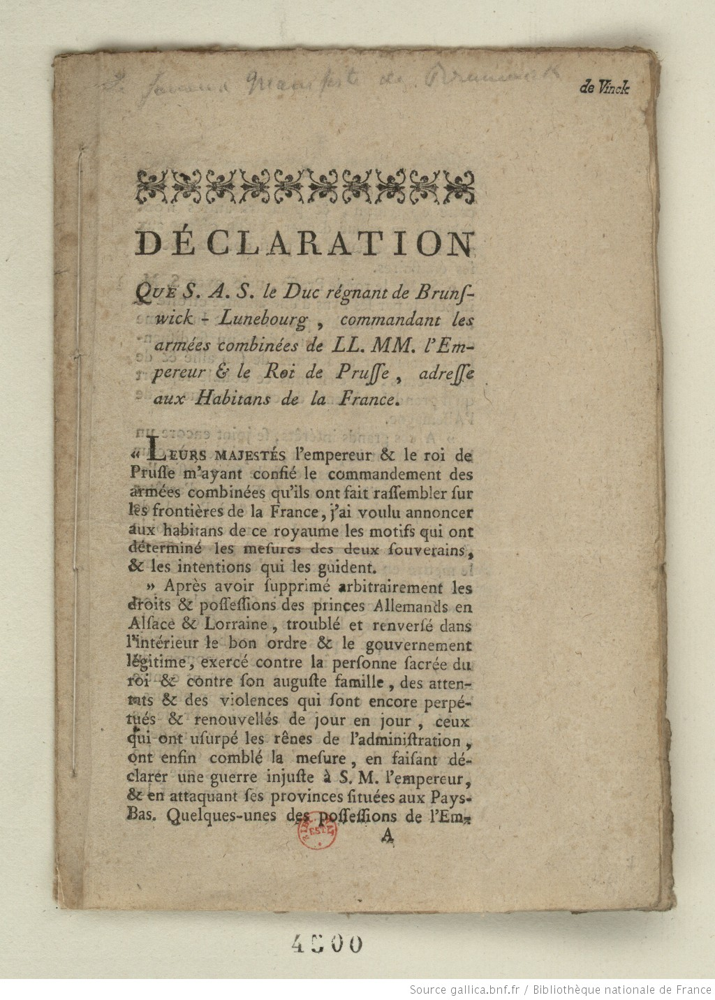 Manifeste de Brunswick
de Vinck
DÉCLARATION
QUE S. A. S. le Duc régnant de Brunſ-
wick - Lunebourg, commandant les
armées combinées de LL. MM. l'Em-
pereur & le Roi de Pruſſe, adreſſe
aux Habitans de la France.
« LEURS MAJESTÉS l'empereur & le roi de
Pruſſe m'ayant confié le commandement des
armées combinées qu'ils ont fait raſſembler ſur
les frontières de la France, j'ai voulu annoncer
aux habitans de ce royaume les motifs qui ont
déterminé les meſures des deux ſouverains,
& les intentions qui les guident.
» Après avoir ſupprimé arbitrairement les
droits & poſſeſſions des princes Allemands en
Alſace & Lorraine, troublé et renverſé dans
l'intérieur le bon ordre & le gouvernement
légitime, exercé contre la perſonne ſacrée du
roi & contre ſon auguſte famille, des atten-
tats & des violences qui ſont encore perpé-
tués & renouvellés de jour en jour, ceux
qui ont uſurpé les rênes de l'adminiſtration,
ont enfin comblé la meſure, en faiſant dé-
clarer une guerre injuſte à S. M. l'empereur,
& en attaquant ſes provinces ſituées aux Pays-
Bas. Quelques-unes des poſſeſſions de l'Em-
A
4500
Source gallica.bnf.fr / Bibliothèque nationale de France